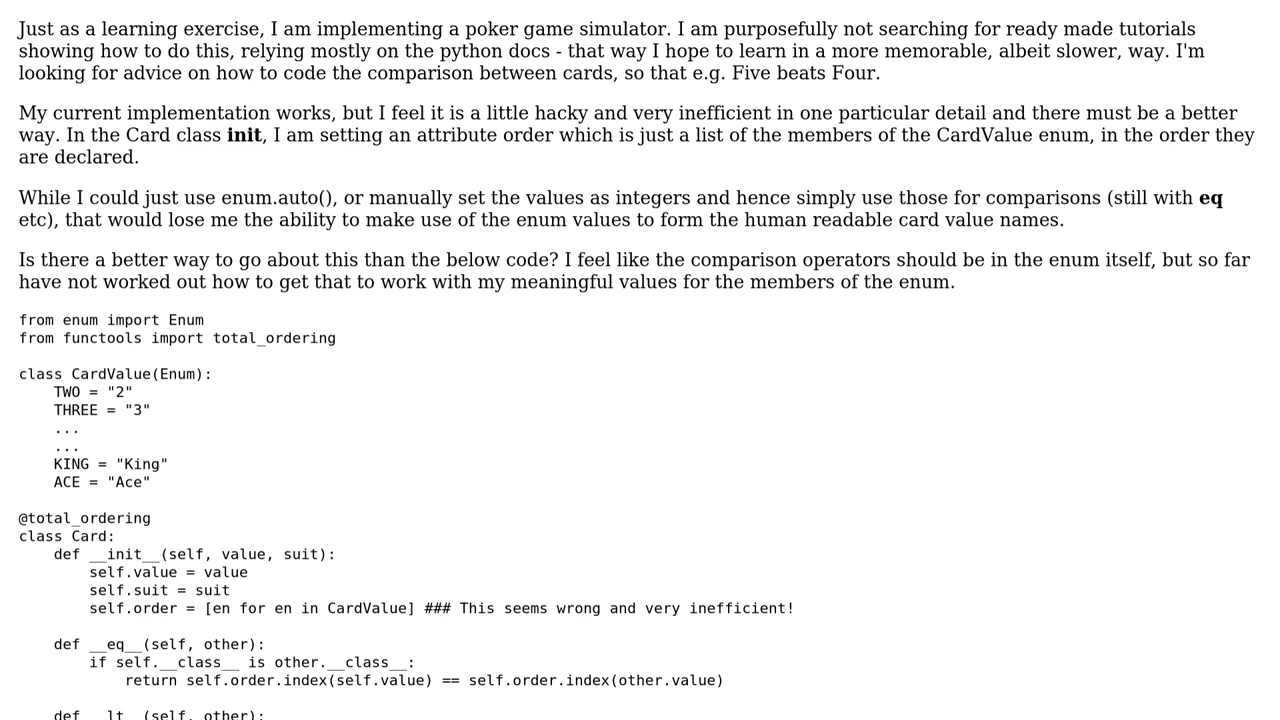 Just as a learning exercise, I am implementing a poker game simulator. I am purposefully not searching for ready made tutorials
showing how to do this, relying mostly on the python docs - that way I hope to learn in a more memorable, albeit slower, way. I'm
looking for advice on how to code the comparison between cards, so that e.g. Five beats Four.
My current implementation works, but I feel it is a little hacky and very inefficient in one particular detail and there must be a better
way. In the Card class init, I am setting an attribute order which is just a list of the members of the CardValue enum, in the order they
are declared.
While I could just use enum.auto(), or manually set the values as integers and hence simply use those for comparisons (still with eq
etc), that would lose me the ability to make use of the enum values to form the human readable card value names.
Is there a better way to go about this than the below code? I feel like the comparison operators should be in the enum itself, but so far
have not worked out how to get that to work with my meaningful values for the members of the enum.
from enum import Enum
from functools import total_ordering
class CardValue(Enum):
    TWO = "2"
    THREE = "3"
    ...
    ...
    KING = "King"
    ACE = "Ace"
@total_ordering
class Card:
    def __init__(self, value, suit):
        self.value = value
        self.suit = suit
        self.order = [en for en in CardValue] ### This seems wrong and very inefficient!
    def __eq__(self, other):
        if self.__class__ is other.__class__:
            return self.order.index(self.value) == self.order.index(other.value)
    def __lt__(self, other):